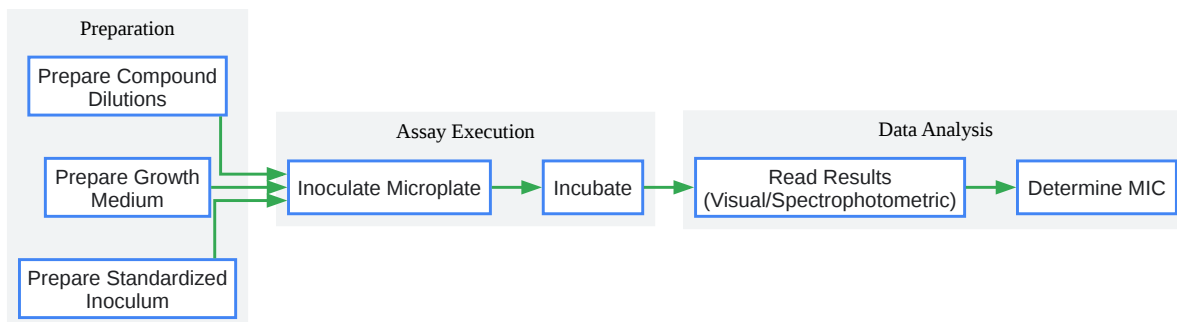 Preparation
Prepare Compound
Dilutions
Prepare Growth
Medium
Prepare Standardized
Inoculum
Assay Execution
Inoculate Microplate
Incubate
Data Analysis
Read Results
(Visual/Spectrophotometric)
Determine MIC